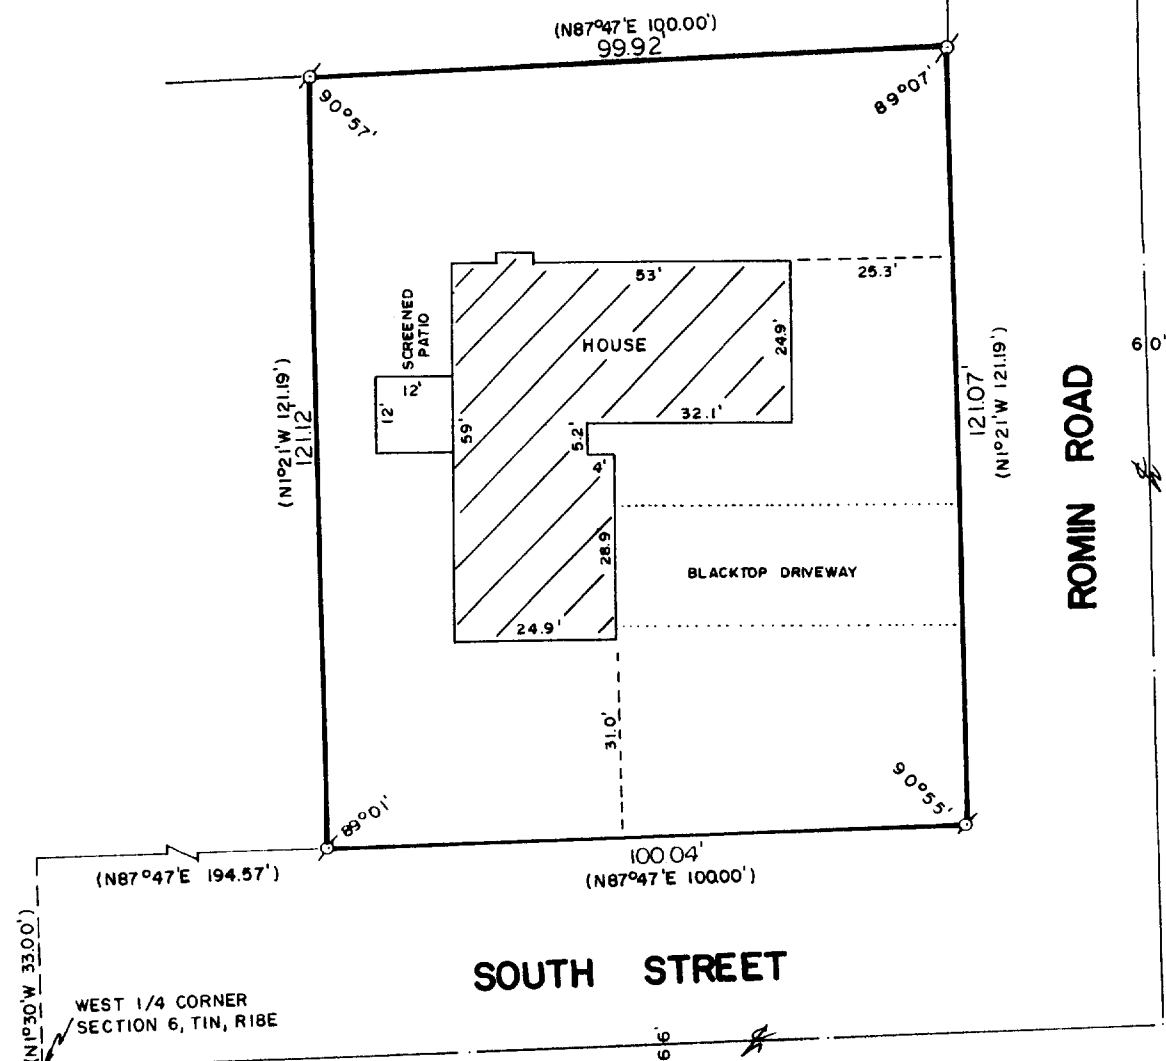 (N87°47'E 100.00')
99.92'
90°57'
89°07'
SCREENED
PATIO
12'
12'
53'
25.3'
HOUSE
24.9'
32.1'
59'
5.2'
4'
28.9'
24.9'
BLACKTOP DRIVEWAY
31.0'
(N1°21'W 121.19')
121.12'
121.07'
(N1°21'W 121.19')
60'
ROMIN ROAD
89°01'
90°55'
100.04'
(N87°47'E 100.00')
(N87°47'E 194.57')
(N1°30'W 33.00')
SOUTH STREET
WEST 1/4 CORNER
SECTION 6, T1N, R18E
66'